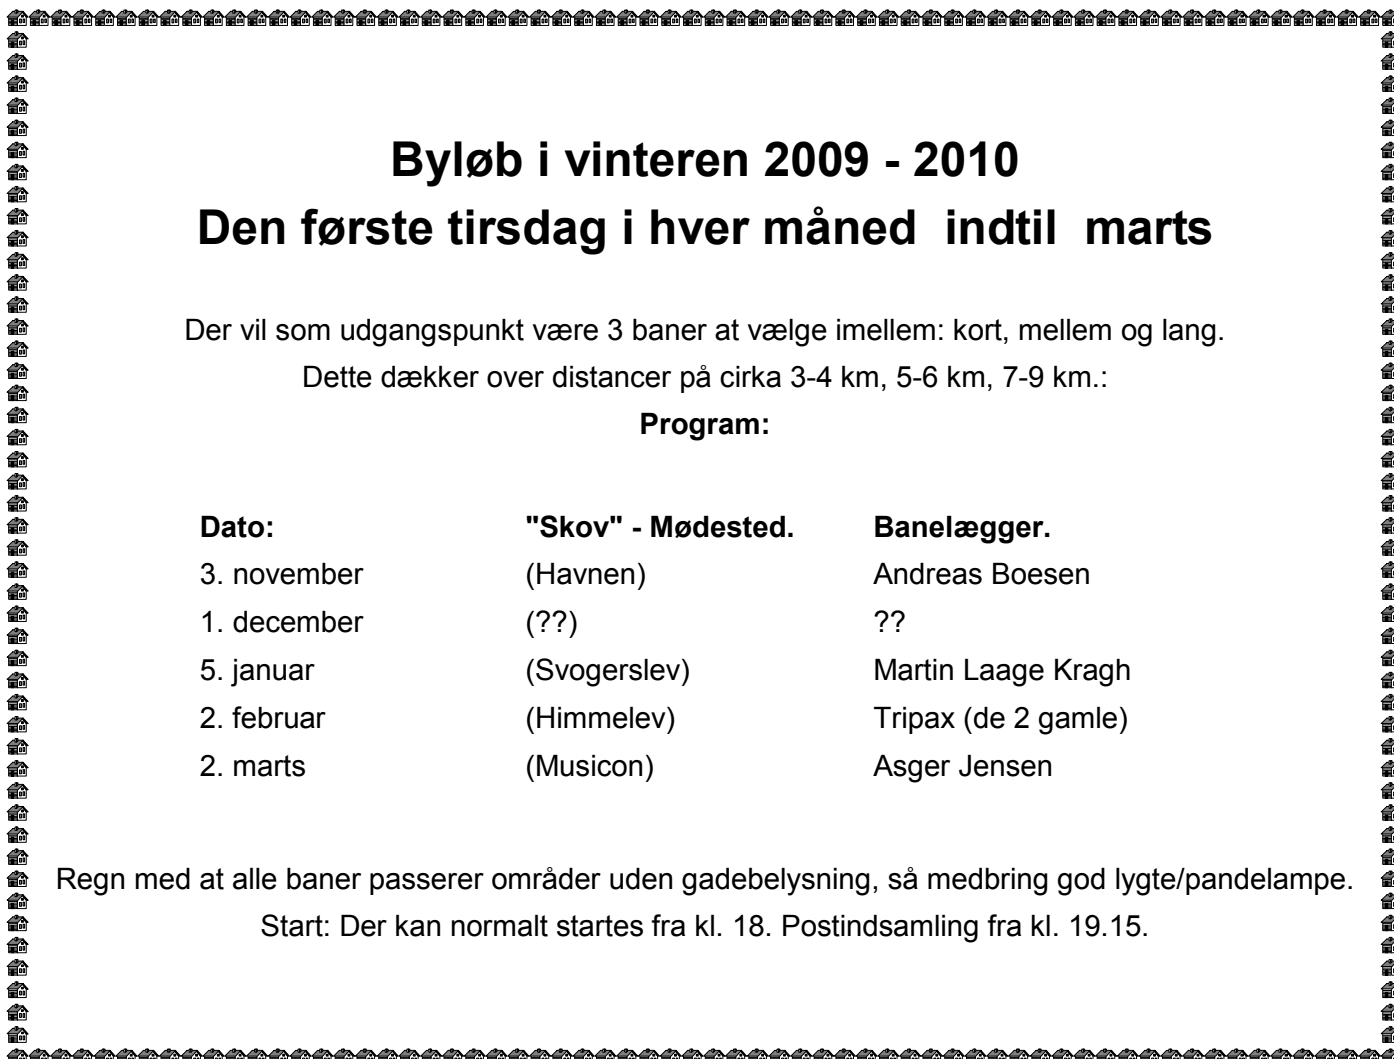 Byløb i vinteren 2009 - 2010
Den første tirsdag i hver måned indtil marts
Der vil som udgangspunkt være 3 baner at vælge imellem: kort, mellem og lang.
Dette dækker over distancer på cirka 3-4 km, 5-6 km, 7-9 km.:
Program:
Dato: "Skov" - Mødested. Banelægger.
3. november (Havnen) Andreas Boesen
1. december (??) ??
5. januar (Svogerslev) Martin Laage Kragh
2. februar (Himmelev) Tripax (de 2 gamle)
2. marts (Musicon) Asger Jensen
Regn med at alle baner passerer områder uden gadebelysning, så medbring god lygte/pandelampe.
Start: Der kan normalt startes fra kl. 18. Postindsamling fra kl. 19.15.